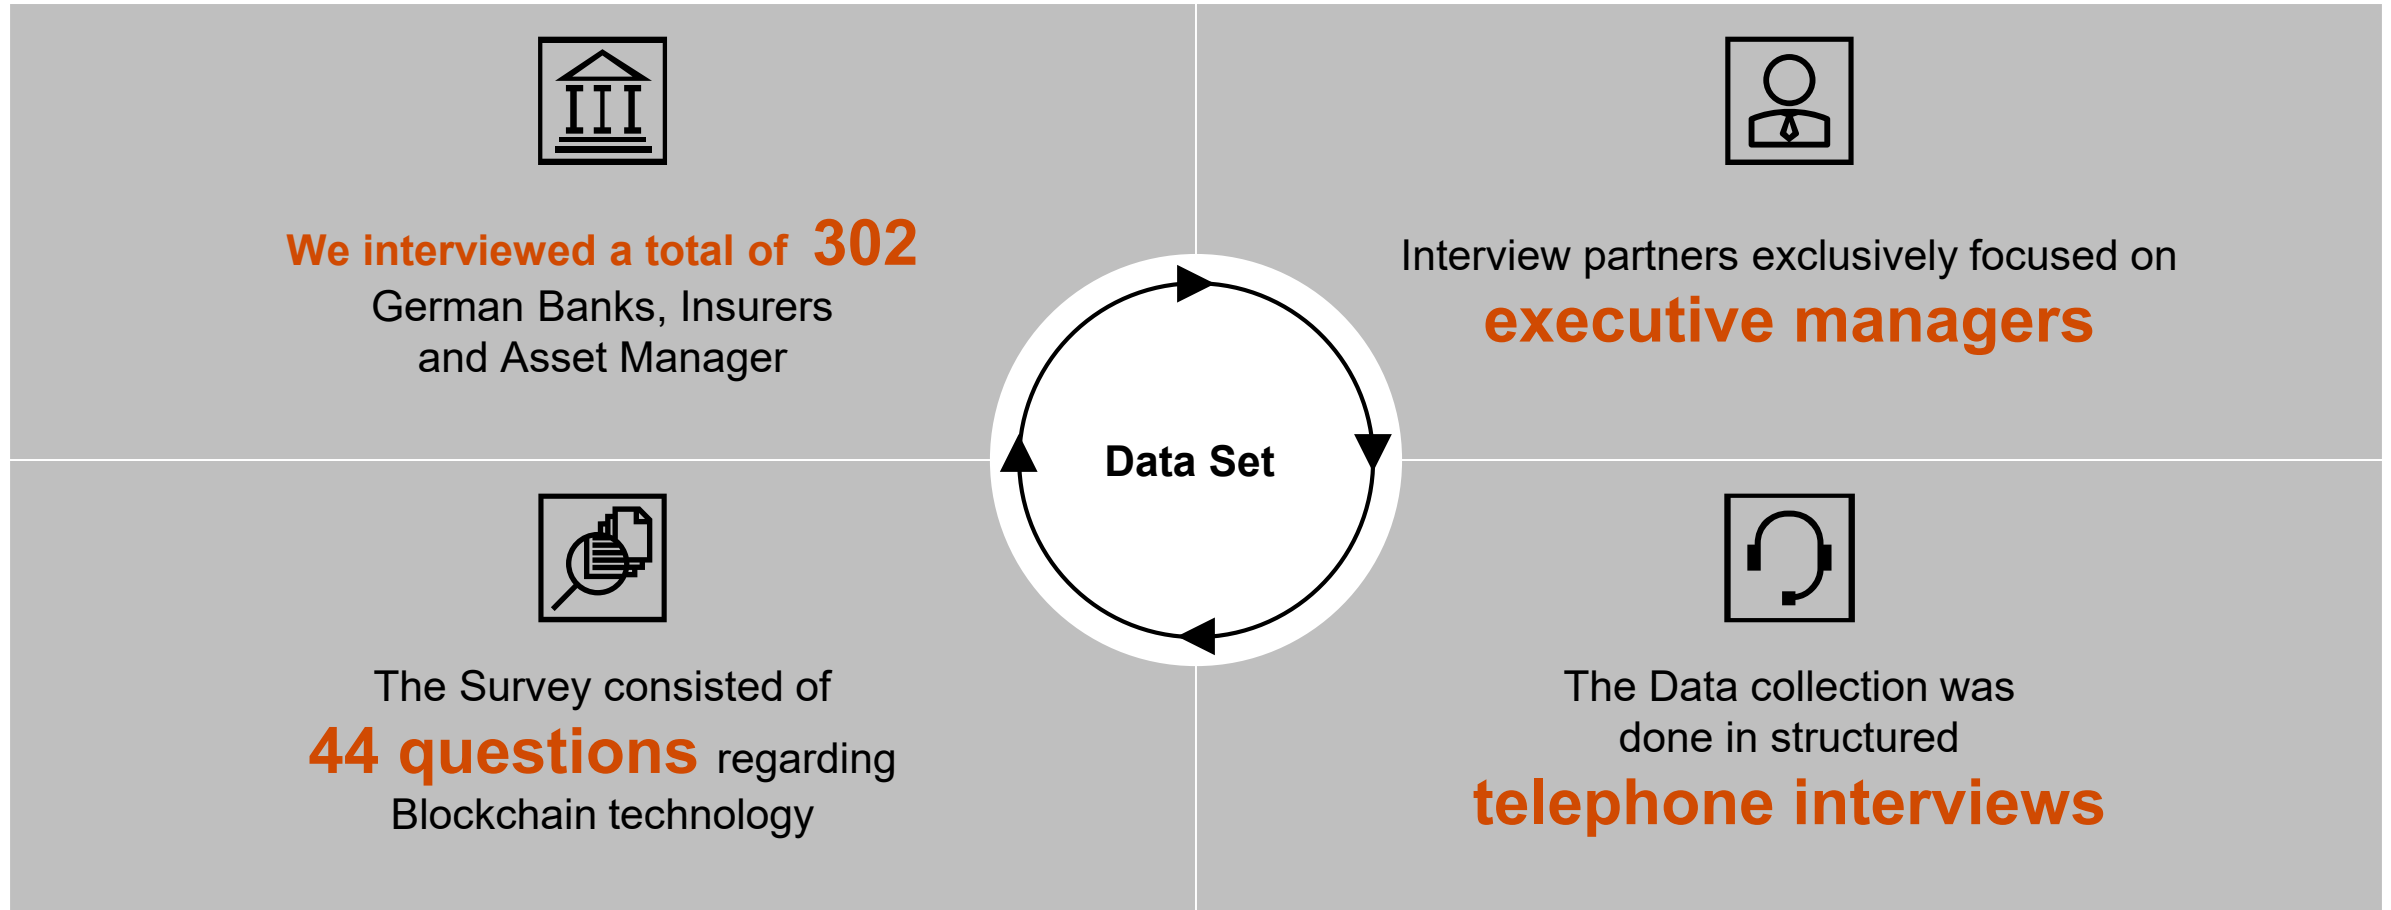 We interviewed a total of 302
German Banks, Insurers
and Asset Manager
Interview partners exclusively focused on
executive managers
Data Set
The Survey consisted of
44 questions regarding
Blockchain technology
The Data collection was
done in structured
telephone interviews